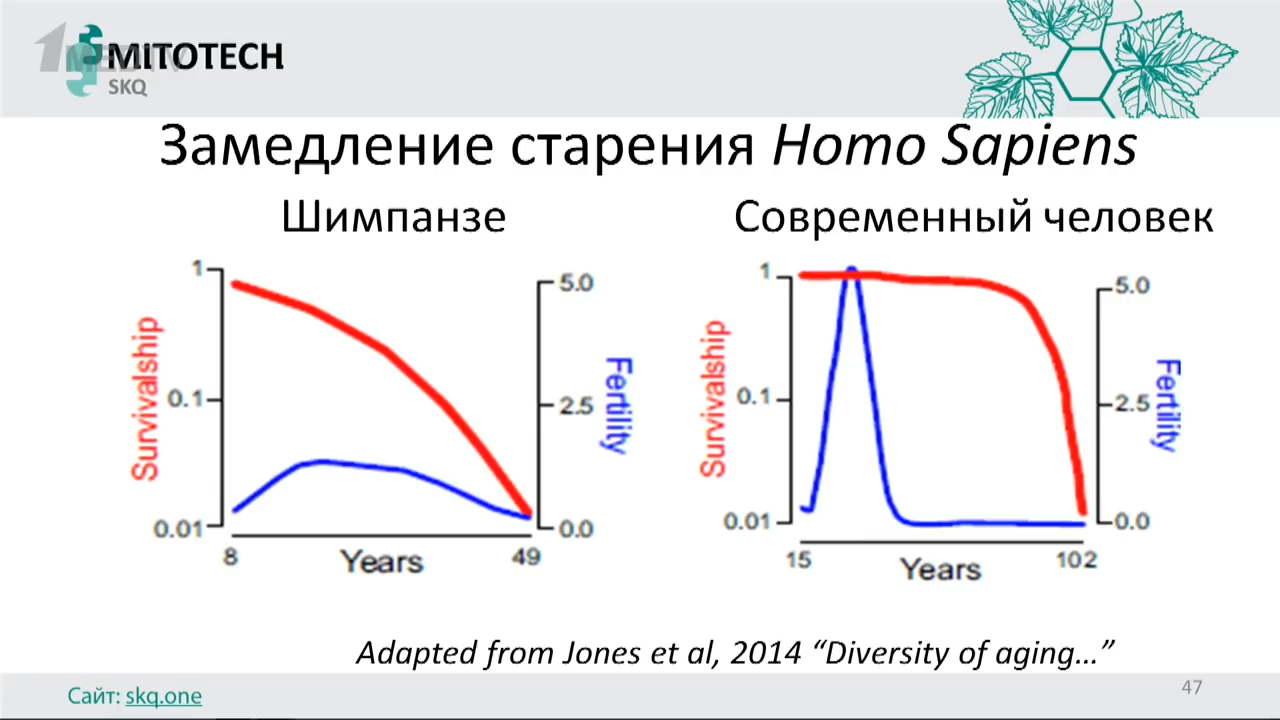 1MEDTV
MITOTECH
SKQ
Замедление старения Homo Sapiens
Шимпанзе
Современный человек
1
0.1
0.01
Survivalship
5.0
2.5
0.0
Fertility
8
Years
49
1
0.1
0.01
Survivalship
5.0
2.5
0.0
Fertility
15
Years
102
Adapted from Jones et al, 2014 “Diversity of aging…”
Сайт: skq.one
47